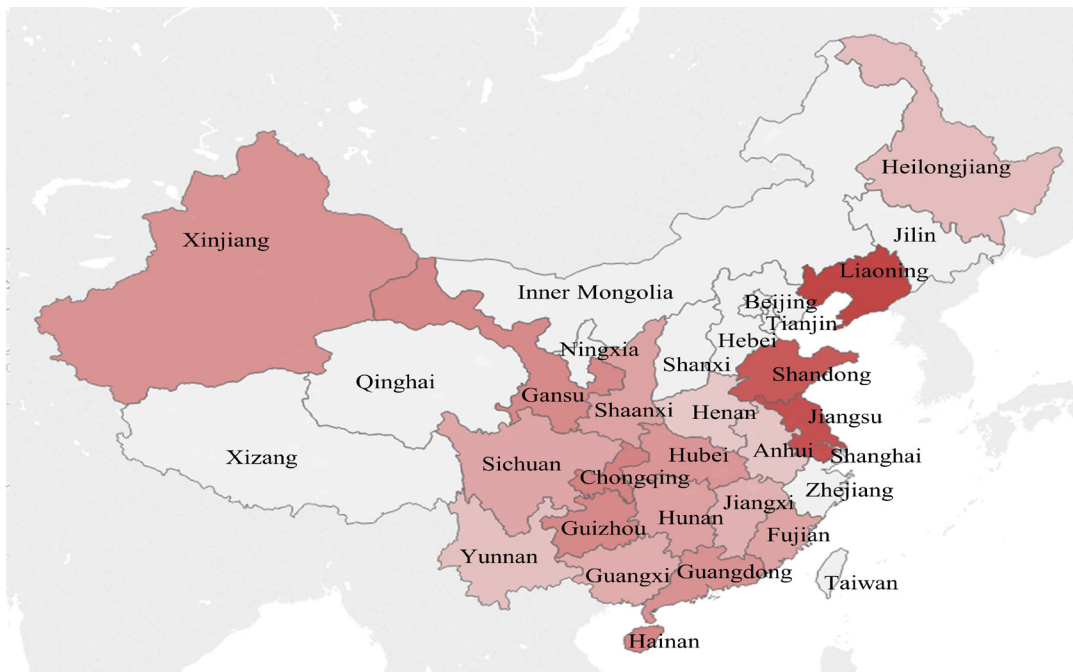 Heilongjiang
Jilin
Xinjiang
Liaoning
Inner Mongolia
Beijing
Tianjin
Hebei
Ningxia
Shanxi
Qinghai
Shandong
Gansu
Shaanxi
Henan
Jiangsu
Xizang
Sichuan
Hubei
Anhui
Shanghai
Chongqing
Zhejiang
Jiangxi
Hunan
Guizhou
Fujian
Yunnan
Guangxi
Guangdong
Taiwan
Hainan